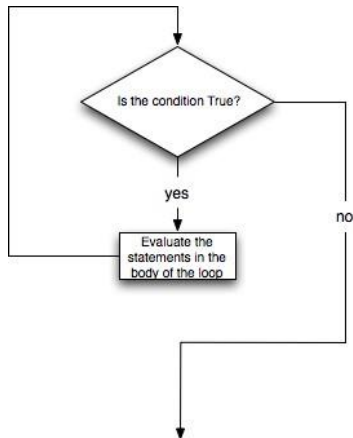 Is the condition True?
yes
no
Evaluate the
statements in the
body of the loop